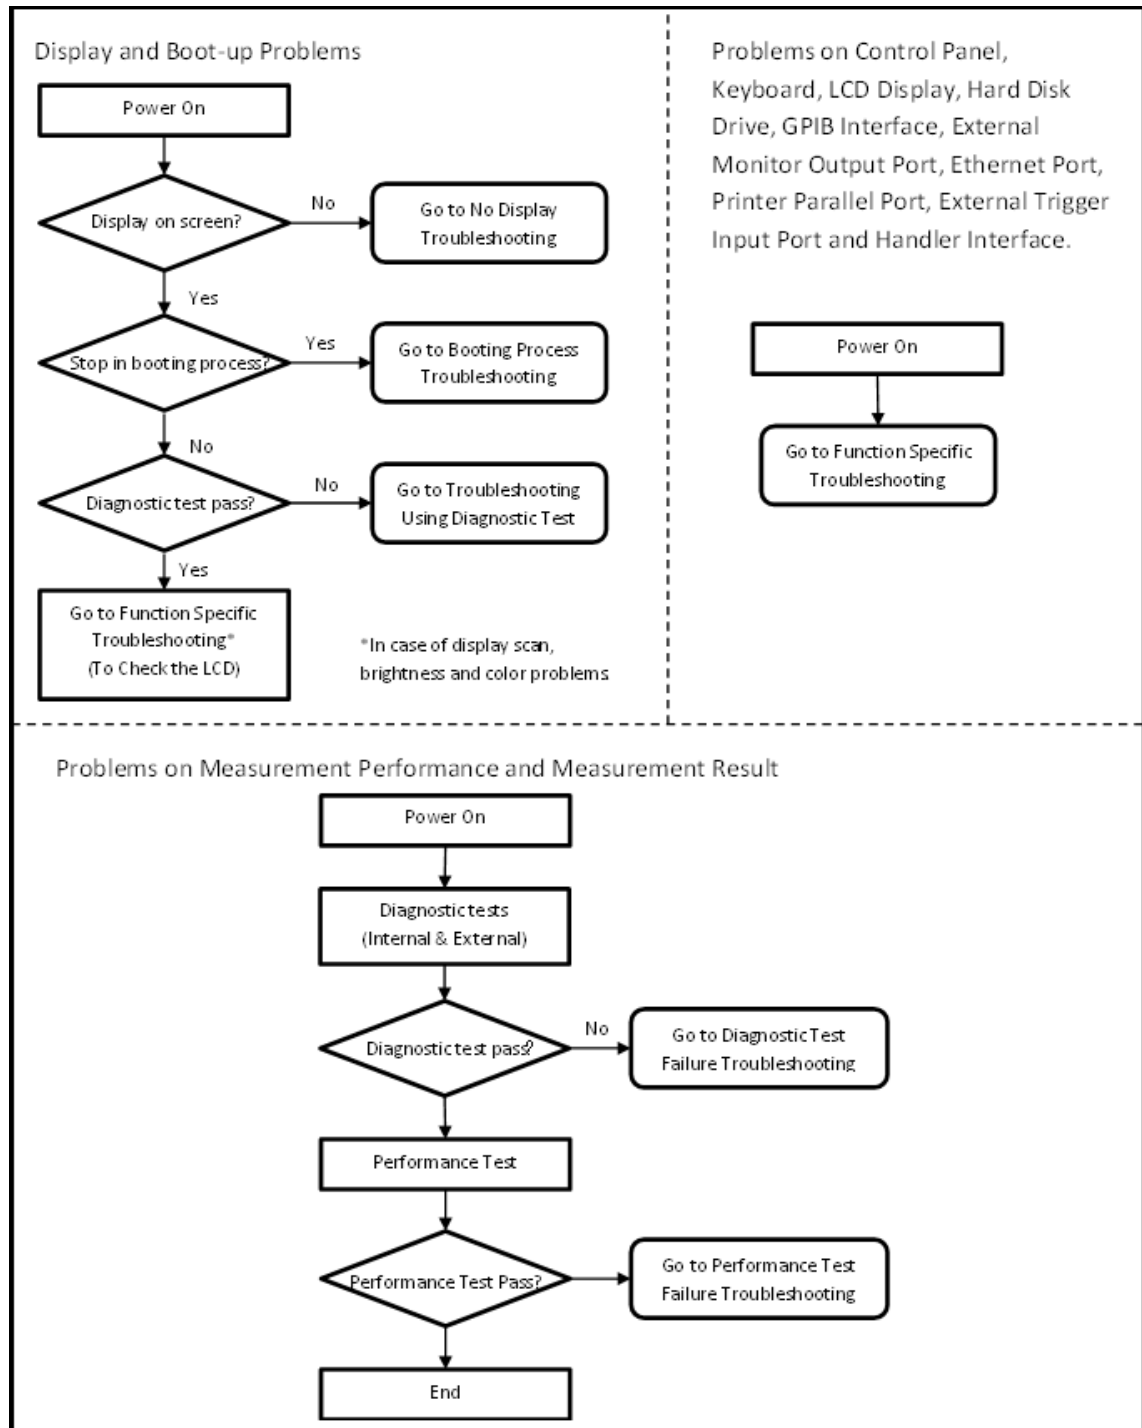 Display and Boot-up Problems
Power On
Display on screen?
No
Go to No Display
Troubleshooting
Yes
Stop in booting process?
Yes
Go to Booting Process
Troubleshooting
No
Diagnostic test pass?
No
Go to Troubleshooting
Using Diagnostic Test
Yes
Go to Function Specific
Troubleshooting*
(To Check the LCD)
*In case of display scan,
brightness and color problems.
Problems on Control Panel,
Keyboard, LCD Display, Hard Disk
Drive, GPIB Interface, External
Monitor Output Port, Ethernet Port,
Printer Parallel Port, External Trigger
Input Port and Handler Interface.
Power On
Go to Function Specific
Troubleshooting
Problems on Measurement Performance and Measurement Result
Power On
Diagnostic tests
(Internal & External)
Diagnostic test pass?
No
Go to Diagnostic Test
Failure Troubleshooting
Performance Test
Performance Test Pass?
Go to Performance Test
Failure Troubleshooting
End